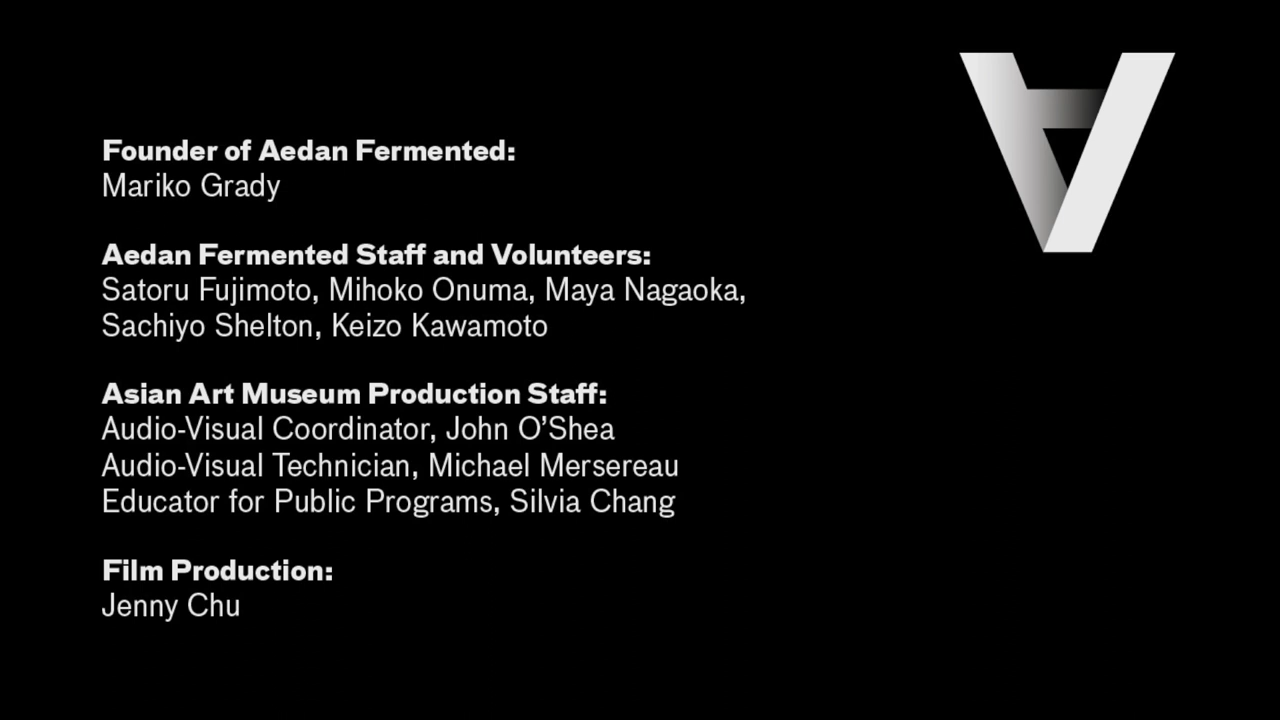 Founder of Aedan Fermented:
Mariko Grady
Aedan Fermented Staff and Volunteers:
Satoru Fujimoto, Mihoko Onuma, Maya Nagaoka,
Sachiyo Shelton, Keizo Kawamoto
Asian Art Museum Production Staff:
Audio-Visual Coordinator, John O’Shea
Audio-Visual Technician, Michael Mersereau
Educator for Public Programs, Silvia Chang
Film Production:
Jenny Chu